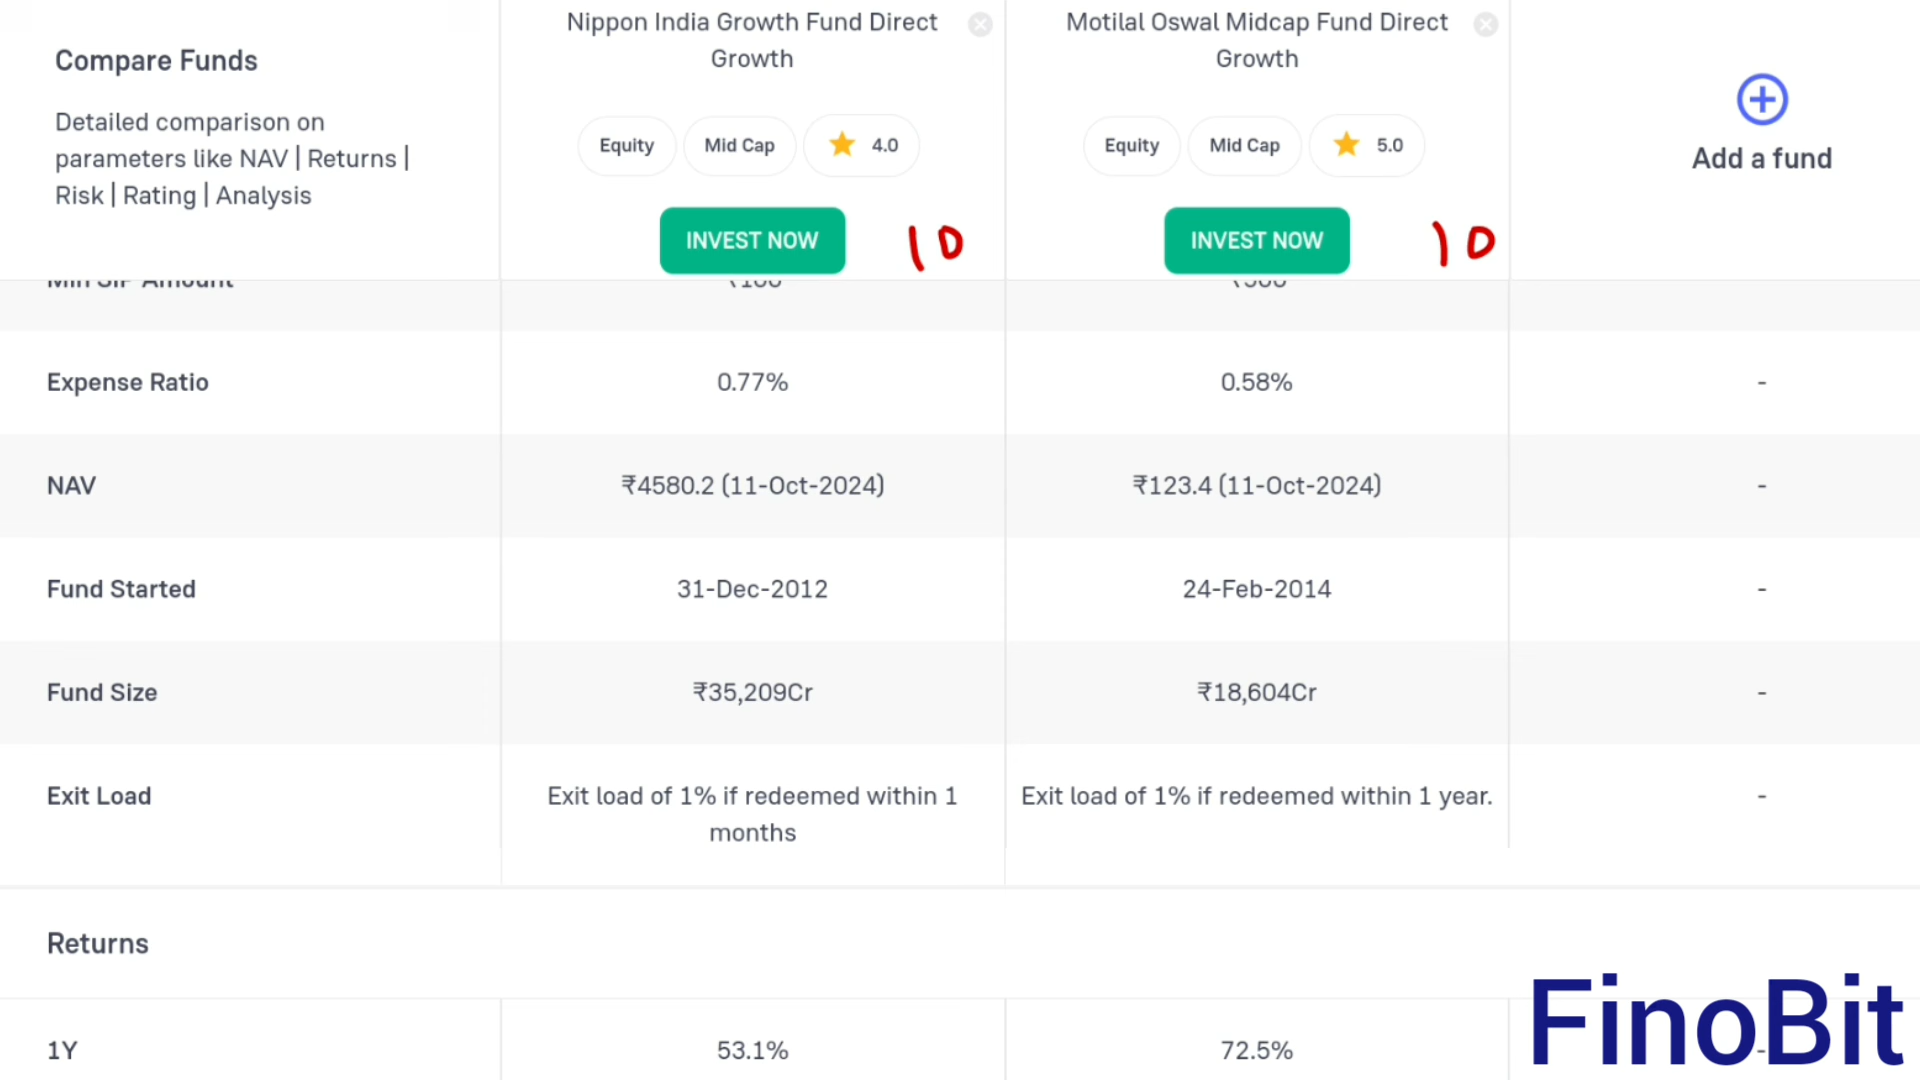 Compare Funds
Detailed comparison on
parameters like NAV | Returns |
Risk | Rating | Analysis
Nippon India Growth Fund Direct
Growth
Equity Mid Cap 4.0
INVEST NOW 10
Motilal Oswal Midcap Fund Direct
Growth
Equity Mid Cap 5.0
INVEST NOW 10
Add a fund
Min SIP Amount ₹100 ₹500
Expense Ratio 0.77% 0.58% -
NAV ₹4580.2 (11-Oct-2024) ₹123.4 (11-Oct-2024) -
Fund Started 31-Dec-2012 24-Feb-2014 -
Fund Size ₹35,209Cr ₹18,604Cr -
Exit Load Exit load of 1% if redeemed within 1 Exit load of 1% if redeemed within 1 year. -
months
Returns
1Y 53.1% 72.5% -
FinoBit